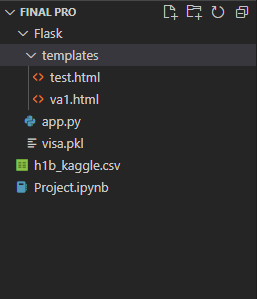 FINAL PRO
Flask
templates
test.html
va1.html
app.py
visa.pkl
h1b_kaggle.csv
Project.ipynb